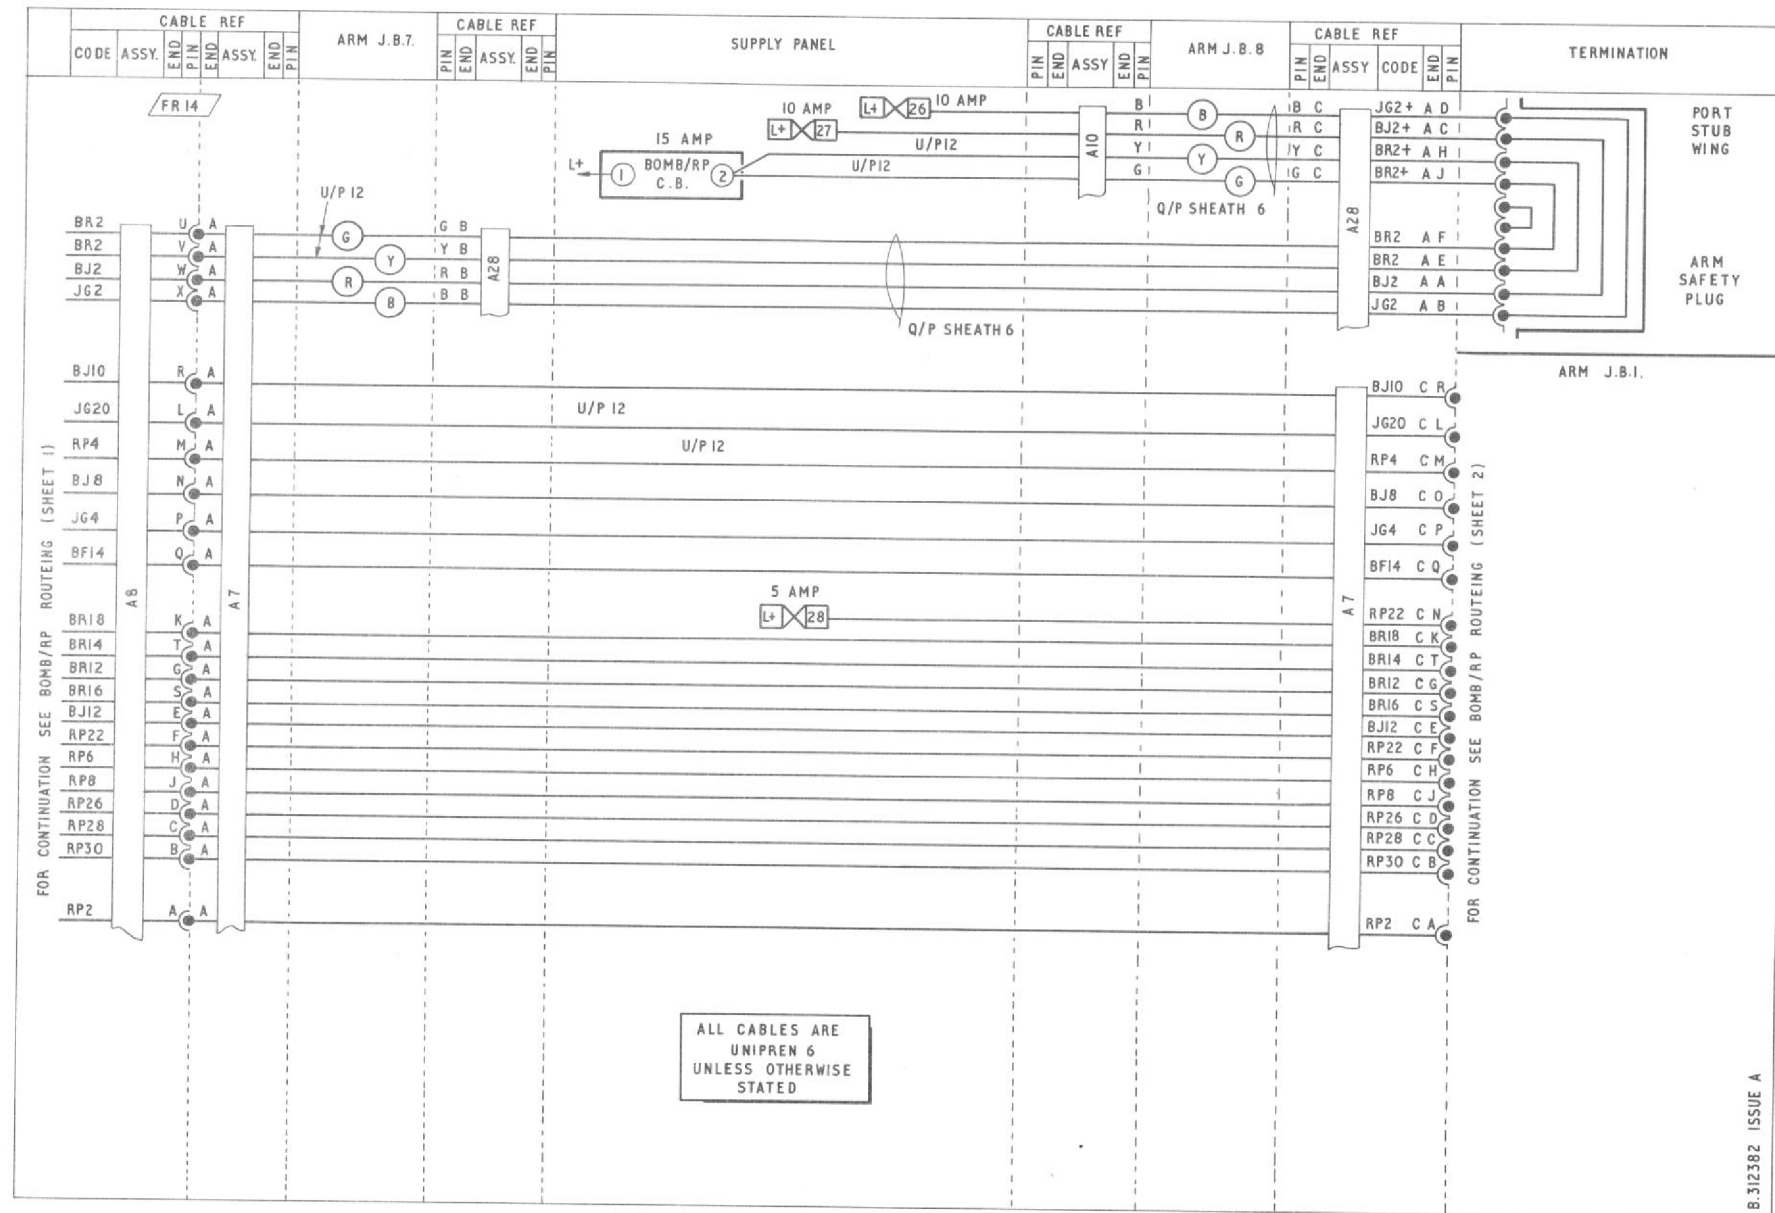 CABLE REF
CODE ASSY. END PIN END ASSY. END PIN
ARM J.B.7.
CABLE REF
PIN END ASSY. END PIN
SUPPLY PANEL
CABLE REF
PIN END ASSY END PIN
ARM J.B.8
CABLE REF
PIN END ASSY CODE END PIN
TERMINATION
FR 14
L+ 26 10 AMP
10 AMP
L+ 27
15 AMP
L+ 1 BOMB/RP 2
C.B.
U/P12
U/P12
A10
B B B C JG2+ A D
R R R C BJ2+ A C
Y Y Y C BR2+ A H
G G G C BR2+ A J
Q/P SHEATH 6
A28
PORT
STUB
WING
U/P 12
BR2 U A G G B BR2 A F
BR2 V A Y Y B BR2 A E
BJ2 W A R R B BJ2 A A
JG2 X A B B B JG2 A B
A28
Q/P SHEATH 6
ARM
SAFETY
PLUG
ARM J.B.1.
BJ10 R A BJ10 C R
JG20 L A U/P 12 JG20 C L
RP4 M A U/P 12 RP4 C M
BJ8 N A BJ8 C O
JG4 P A JG4 C P
BF14 Q A BF14 C Q
A8
A7
A7
5 AMP
L+ 28 RP22 C N
BR18 K A BR18 C K
BR14 T A BR14 C T
BR12 G A BR12 C G
BR16 S A BR16 C S
BJ12 E A BJ12 C E
RP22 F A RP22 C F
RP6 H A RP6 C H
RP8 J A RP8 C J
RP26 D A RP26 C D
RP28 C A RP28 C C
RP30 B A RP30 C B
RP2 A A RP2 C A
FOR CONTINUATION SEE BOMB/RP ROUTEING (SHEET 1)
FOR CONTINUATION SEE BOMB/RP ROUTEING (SHEET 2)
ALL CABLES ARE
UNIPREN 6
UNLESS OTHERWISE
STATED
B.312382 ISSUE A